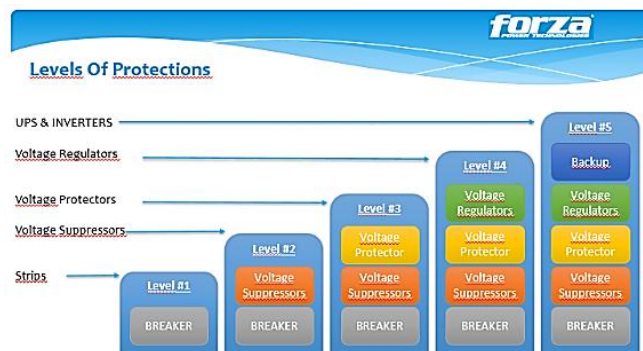 forza
POWER TECHNOLOGIES
Levels Of Protections
UPS & INVERTERS
Voltage Regulators
Voltage Protectors
Voltage Suppressors
Strips
Level #1
BREAKER
Level #2
Voltage
Suppressors
BREAKER
Level #3
Voltage
Protector
Voltage
Suppressors
BREAKER
Level #4
Voltage
Regulators
Voltage
Protector
Voltage
Suppressors
BREAKER
Level #5
Backup
Voltage
Regulators
Voltage
Protector
Voltage
Suppressors
BREAKER